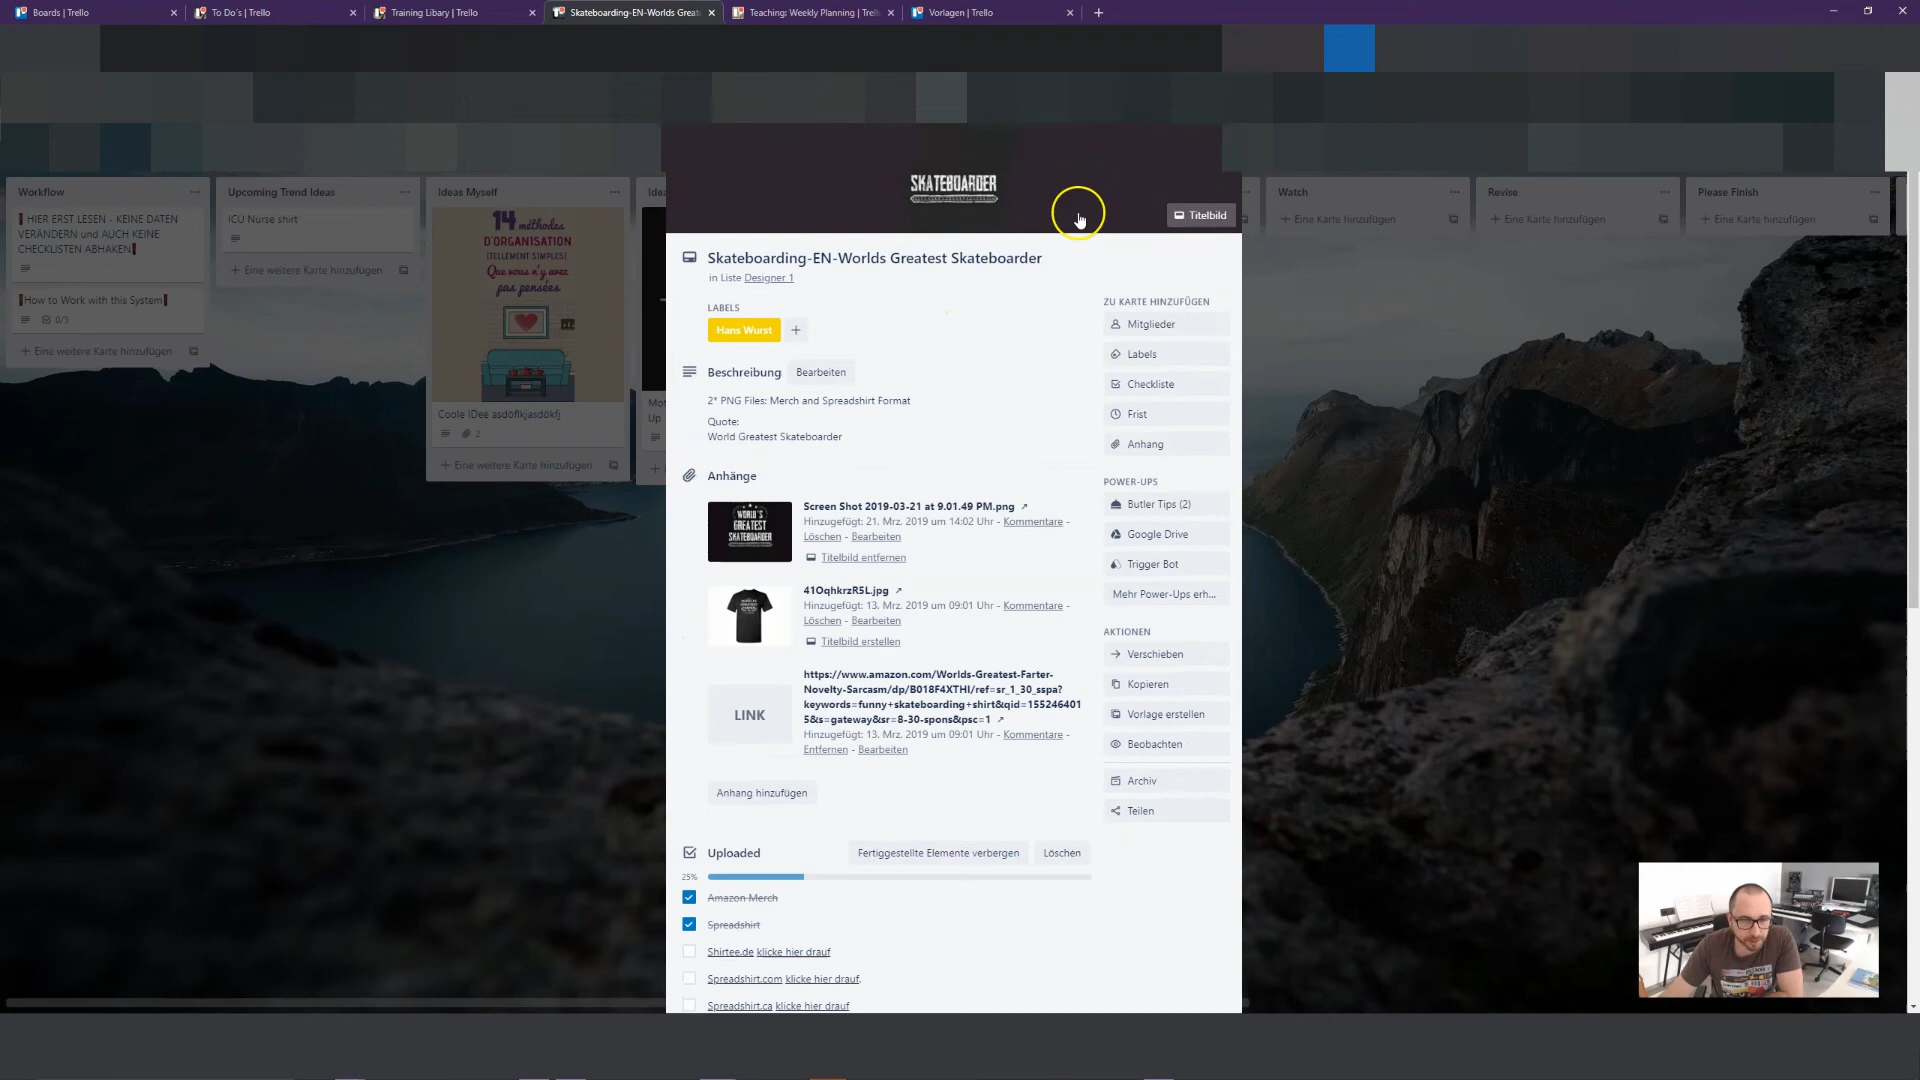 Boards | Trello
To Do's | Trello
Training Libary | Trello
Skateboarding-EN-Worlds Great
Teaching: Weekly Planning | Trell
Vorlagen | Trello
SKATEBOARDER
Titelbild
Workflow
HIER ERST LESEN - KEINE DATEN
VERÄNDERN und AUCH KEINE
CHECKLISTEN ABHAKEN
How to Work with this System
0/3
+ Eine weitere Karte hinzufügen
Upcoming Trend Ideas
ICU Nurse shirt
+ Eine weitere Karte hinzufügen
Ideas Myself
14 méthodes
D'ORGANISATION
[TELLEMENT SIMPLES]
Que vous n'y avez
pas pensées
Coole IDee asdöflkjasdökfj
2
+ Eine weitere Karte hinzufügen
Idea
Mot
Up
+
Watch
+ Eine Karte hinzufügen
Revise
+ Eine Karte hinzufügen
Please Finish
+ Eine Karte hinzufügen
Skateboarding-EN-Worlds Greatest Skateboarder
in Liste Designer 1
LABELS
Hans Wurst
+
Beschreibung
Bearbeiten
2* PNG Files: Merch and Spreadshirt Format
Quote:
World Greatest Skateboarder
Anhänge
WORLD'S
GREATEST
SKATEBOARDER
Screen Shot 2019-03-21 at 9.01.49 PM.png
Hinzugefügt: 21. Mrz. 2019 um 14:02 Uhr - Kommentare -
Löschen - Bearbeiten
Titelbild entfernen
41OqhkrzR5L.jpg
Hinzugefügt: 13. Mrz. 2019 um 09:01 Uhr - Kommentare -
Löschen - Bearbeiten
Titelbild erstellen
LINK
https://www.amazon.com/Worlds-Greatest-Farter-
Novelty-Sarcasm/dp/B018F4XTHI/ref=sr_1_30_sspa?
keywords=funny+skateboarding+shirt&qid=155246401
5&s=gateway&sr=8-30-spons&psc=1
Hinzugefügt: 13. Mrz. 2019 um 09:01 Uhr - Kommentare -
Entfernen - Bearbeiten
Anhang hinzufügen
Uploaded
Fertiggestellte Elemente verbergen
Löschen
25%
Amazon Merch
Spreadshirt
Shirtee.de klicke hier drauf
Spreadshirt.com klicke hier drauf.
Spreadshirt.ca klicke hier drauf
ZU KARTE HINZUFÜGEN
Mitglieder
Labels
Checkliste
Frist
Anhang
POWER-UPS
Butler Tips (2)
Google Drive
Trigger Bot
Mehr Power-Ups erh...
AKTIONEN
Verschieben
Kopieren
Vorlage erstellen
Beobachten
Archiv
Teilen